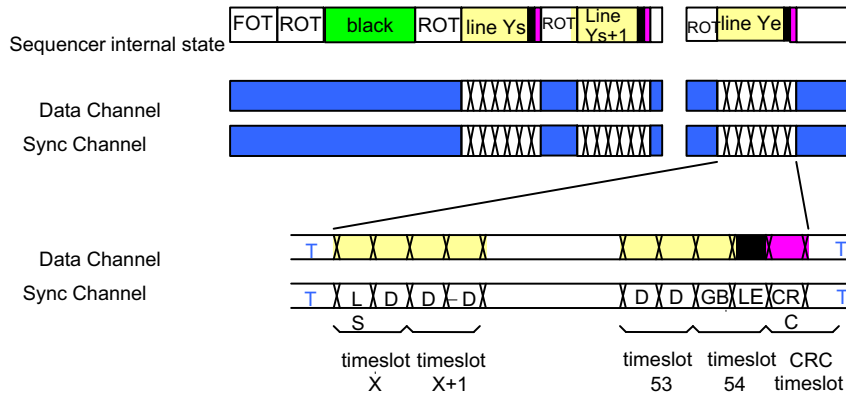 FOT ROT black ROT line Ys ROT Line Ys+1 ROT line Ye
Sequencer internal state
Data Channel
Sync Channel
Data Channel T T
Sync Channel T L S D D D D D GB LE CR C T
timeslot X timeslot X+1 timeslot 53 timeslot 54 CRC timeslot